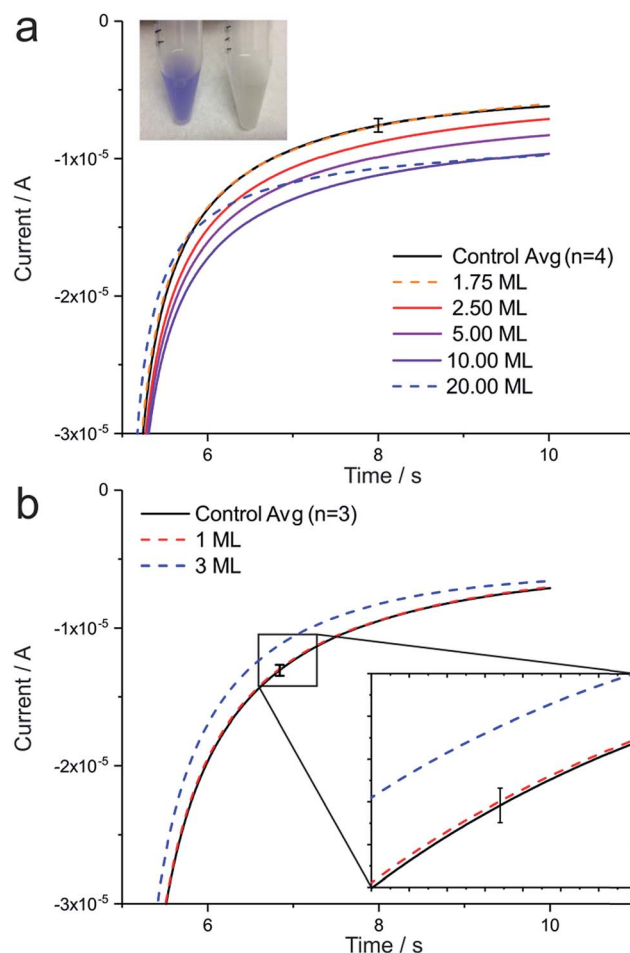 a
0
-1x10⁻⁵
-2x10⁻⁵
-3x10⁻⁵
Current / A
Control Avg (n=4)
1.75 ML
2.50 ML
5.00 ML
10.00 ML
20.00 ML
6
8
10
Time / s
b
0
-1x10⁻⁵
-2x10⁻⁵
-3x10⁻⁵
Current / A
Control Avg (n=3)
1 ML
3 ML
6
8
10
Time / s